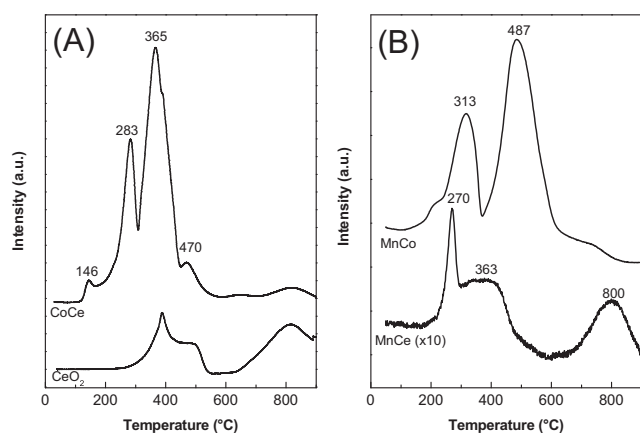 (A)
365
283
470
146
CoCe
CeO2
Intensity (a.u.)
0 200 400 600 800
Temperature (°C)
(B)
487
313
270
MnCo
363
800
MnCe (x10)
Intensity (a.u.)
0 200 400 600 800
Temperature (°C)